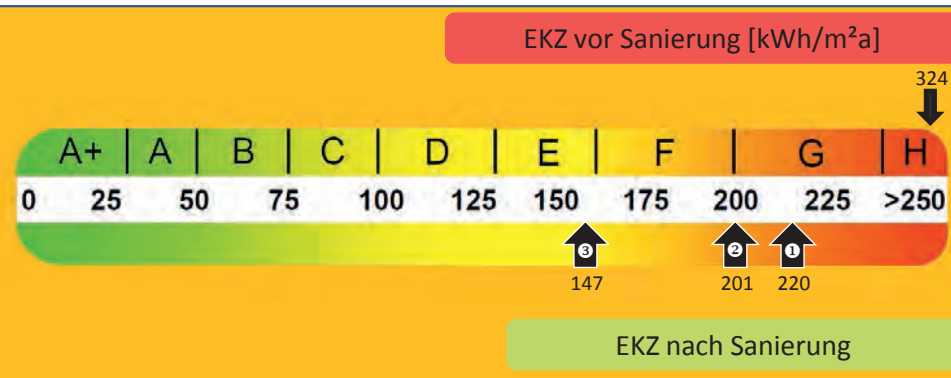 EKZ vor Sanierung [kWh/m²a]
324
A+ A B C D E F G H
0 25 50 75 100 125 150 175 200 225 >250
❸ ❷ ❶
147 201 220
EKZ nach Sanierung